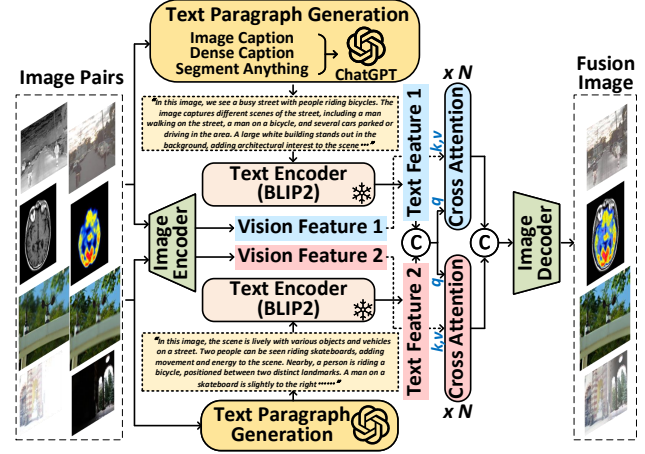 Text Paragraph Generation
Image Caption
Dense Caption
Segment Anything
ChatGPT
Image Pairs
"In this image, we see a busy street with people riding bicycles. The
image captures different scenes of the street, including a man
walking on the street, a man on a bicycle, and several cars parked or
driving in the area. A large white building stands out in the
background, adding architectural interest to the scene ⋯"
Text Encoder
(BLIP2)
Text Feature 1
x N
k,v
q
Cross Attention
Fusion
Image
Image
Encoder
Vision Feature 1
Vision Feature 2
C
C
Image
Decoder
Text Encoder
(BLIP2)
Text Feature 2
q
k,v
Cross Attention
x N
"In this image, the scene is lively with various objects and vehicles
on a street. Two people can be seen riding skateboards, adding
movement and energy to the scene. Nearby, a person is riding a
bicycle, positioned between two distinct landmarks. A man on a
skateboard is slightly to the right ⋯⋯"
Text Paragraph
Generation